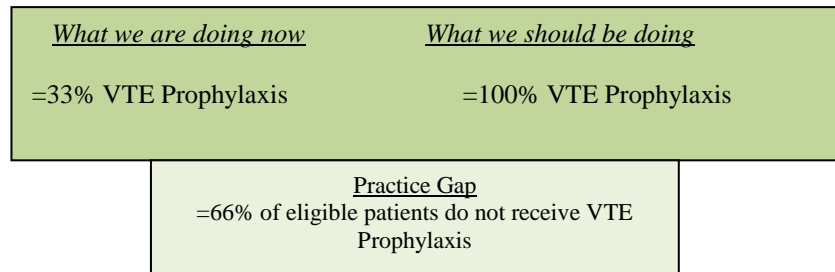 What we are doing now What we should be doing
=33% VTE Prophylaxis =100% VTE Prophylaxis
Practice Gap
=66% of eligible patients do not receive VTE
Prophylaxis